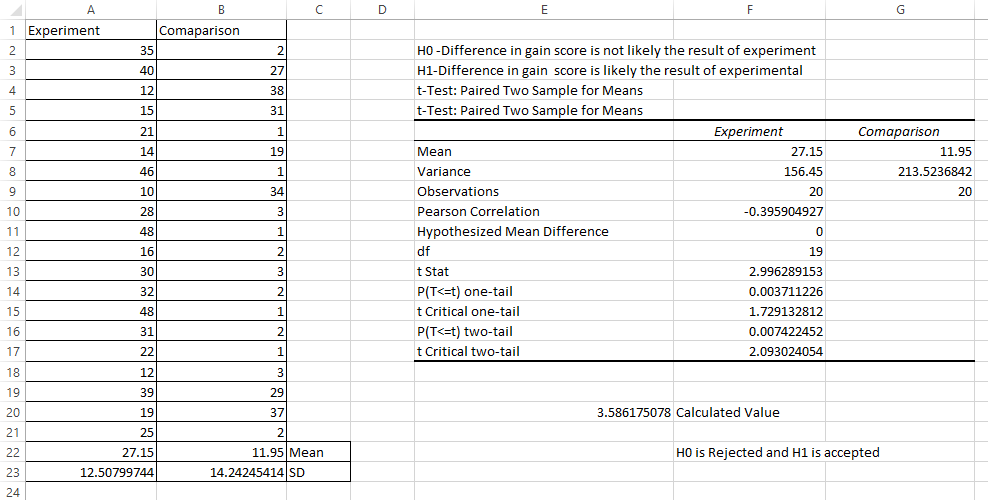 A B C D E F G
1 Experiment Comaparison
2 35 2 H0 -Difference in gain score is not likely the result of experiment
3 40 27 H1-Difference in gain score is likely the result of experimental
4 12 38 t-Test: Paired Two Sample for Means
5 15 31 t-Test: Paired Two Sample for Means
6 21 1 Experiment Comaparison
7 14 19 Mean 27.15 11.95
8 46 1 Variance 156.45 213.5236842
9 10 34 Observations 20 20
10 28 3 Pearson Correlation -0.395904927
11 48 1 Hypothesized Mean Difference 0
12 16 2 df 19
13 30 3 t Stat 2.996289153
14 32 2 P(T<=t) one-tail 0.003711226
15 48 1 t Critical one-tail 1.729132812
16 31 2 P(T<=t) two-tail 0.007422452
17 22 1 t Critical two-tail 2.093024054
18 12 3
19 39 29
20 19 37 3.586175078 Calculated Value
21 25 2
22 27.15 11.95 Mean H0 is Rejected and H1 is accepted
23 12.50799744 14.24245414 SD
24